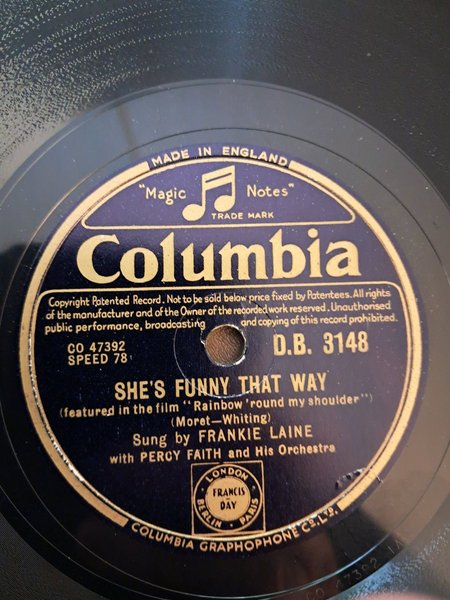 MADE IN ENGLAND
"Magic Notes"
TRADE MARK
Columbia
Copyright Patented Record. Not to be sold below price fixed by Patentees. All rights
of the manufacturer and of the Owner of the recorded work reserved. Unauthorised
public performance, broadcasting and copying of this record prohibited.
CO 47392
SPEED 78
D.B. 3148
SHE'S FUNNY THAT WAY
(featured in the film "Rainbow 'round my shoulder")
(Moret—Whiting)
Sung by FRANKIE LAINE
with PERCY FAITH and His Orchestra
LONDON
FRANCIS
DAY
BERLIN PARIS
COLUMBIA GRAPHOPHONE CO. LTD.
CO 47392